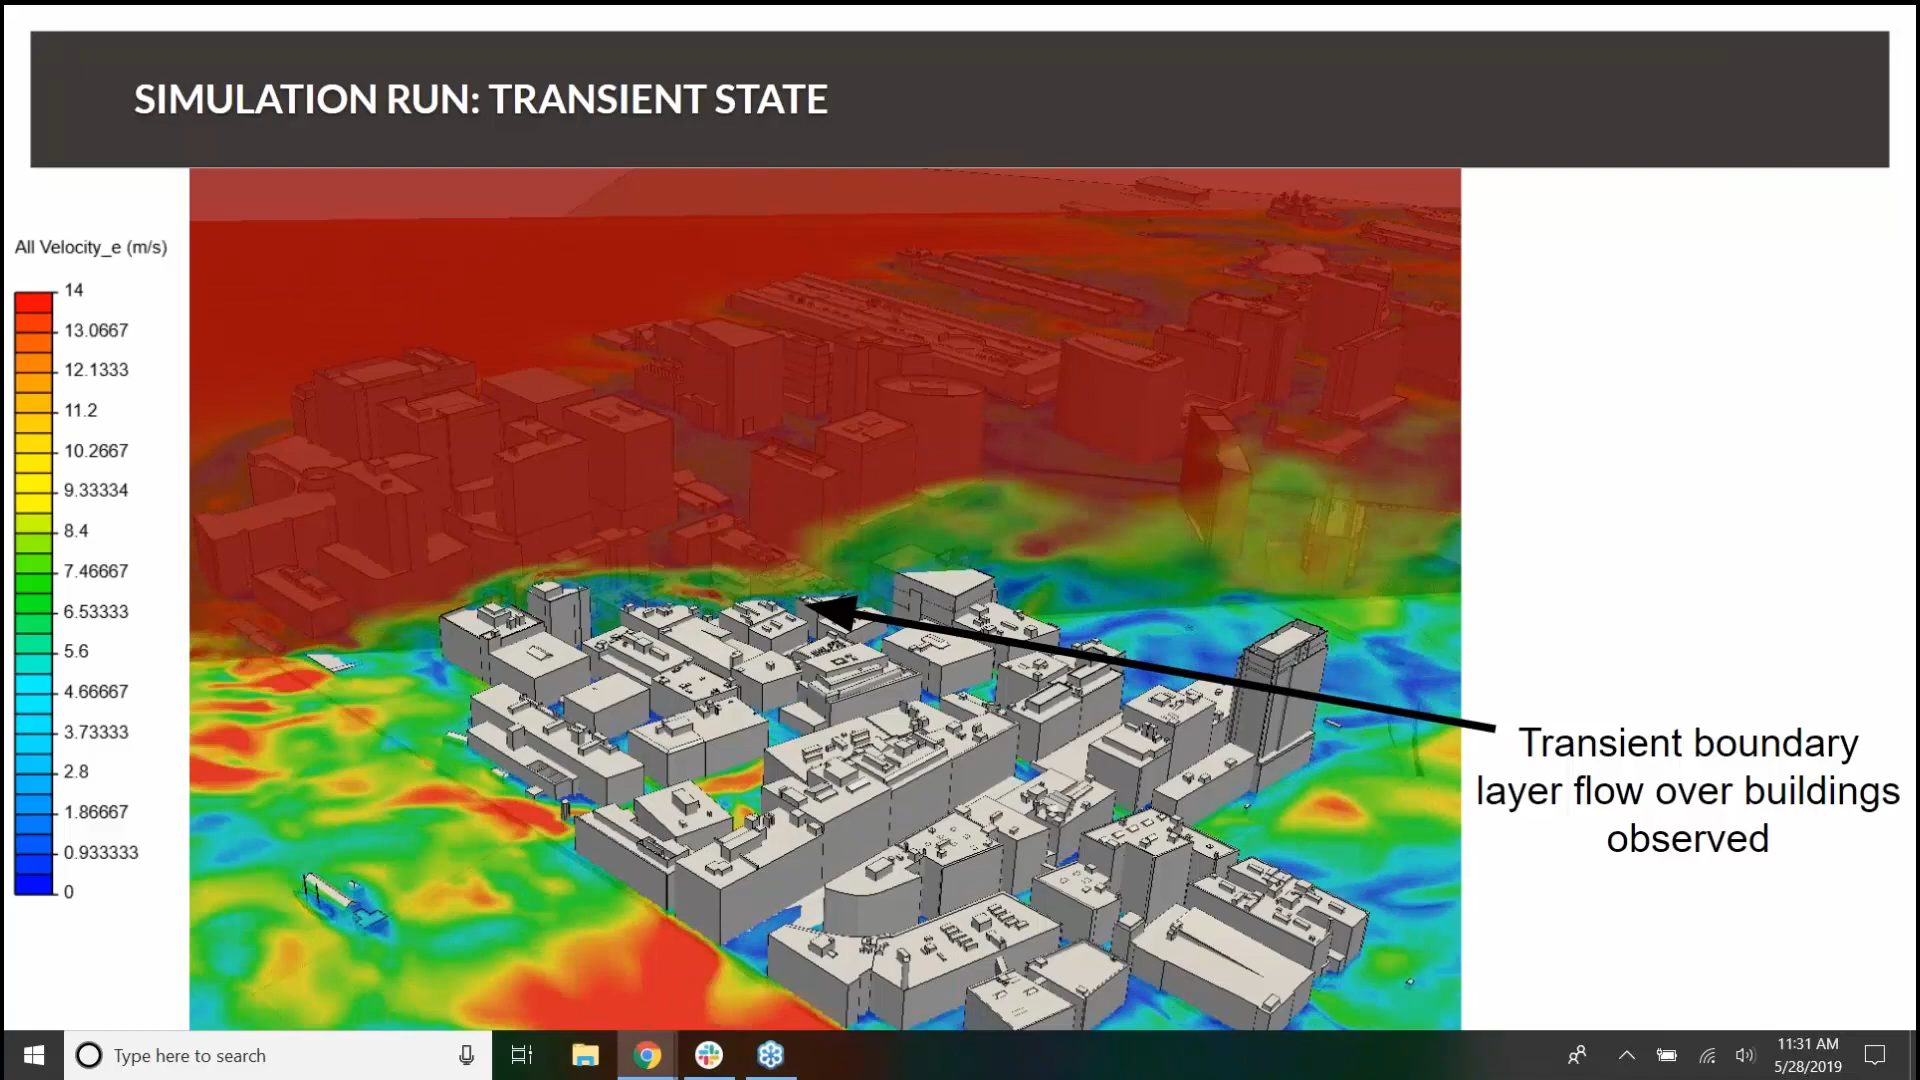 SIMULATION RUN: TRANSIENT STATE
All Velocity_e (m/s)
14
13.0667
12.1333
11.2
10.2667
9.33334
8.4
7.46667
6.53333
5.6
4.66667
3.73333
2.8
1.86667
0.933333
0
Transient boundary
layer flow over buildings
observed
Type here to search
11:31 AM
5/28/2019